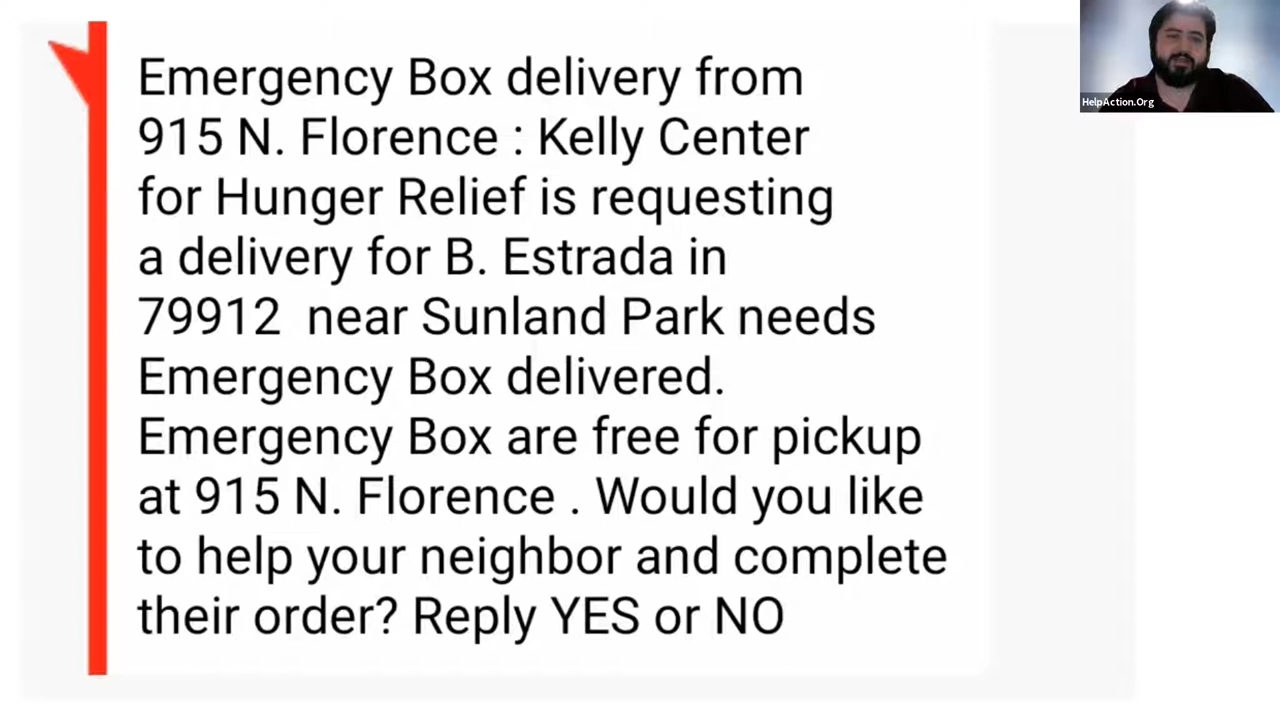 Emergency Box delivery from
915 N. Florence : Kelly Center
for Hunger Relief is requesting
a delivery for B. Estrada in
79912  near Sunland Park needs
Emergency Box delivered.
Emergency Box are free for pickup
at 915 N. Florence . Would you like
to help your neighbor and complete
their order? Reply YES or NO
HelpAction.Org